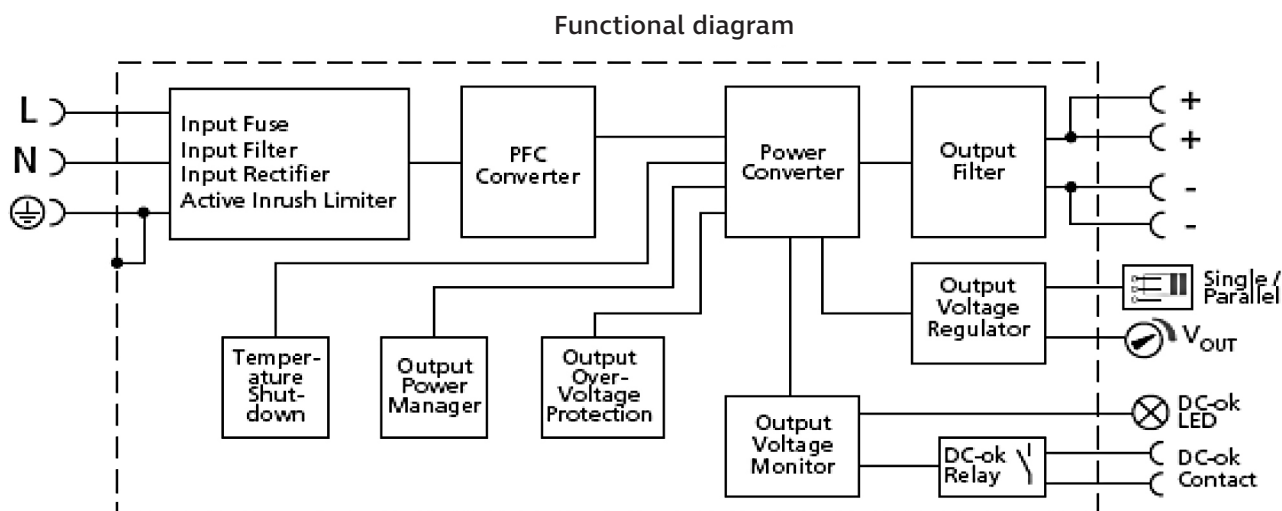 Functional diagram
L
N
Input Fuse
Input Filter
Input Rectifier
Active Inrush Limiter
PFC
Converter
Power
Converter
Output
Filter
+
+
-
-
Temper-
ature
Shut-
down
Output
Power
Manager
Output
Over-
Voltage
Protection
Output
Voltage
Regulator
Single /
Parallel
VOUT
Output
Voltage
Monitor
DC-ok
LED
DC-ok
Relay
DC-ok
Contact